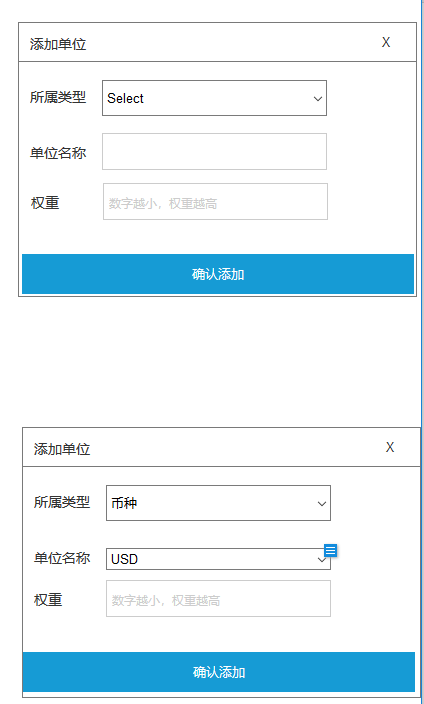 添加单位 X
所属类型 Select
单位名称
权重 数字越小，权重越高
确认添加
添加单位 X
所属类型 币种
单位名称 USD
权重 数字越小，权重越高
确认添加